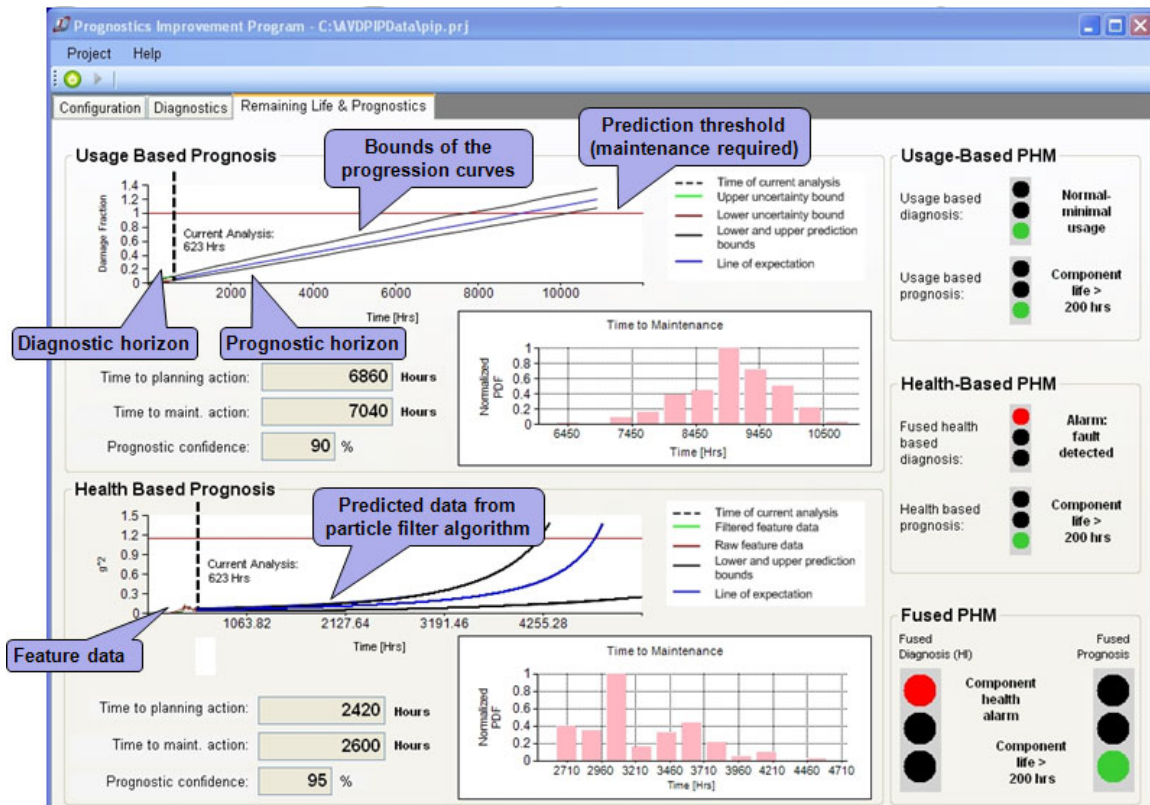 Prognostics Improvement Program - C:\AVDPIPData\pip.prj
Project Help
Configuration Diagnostics Remaining Life & Prognostics
Usage Based Prognosis
Bounds of the
progression curves
Prediction threshold
(maintenance required)
1.4
1.2
1
0.8
0.6
0.4
0.2
0
Damage Fraction
Current Analysis:
623 Hrs
2000 4000 6000 8000 10000
Time [Hrs]
Time of current analysis
Upper uncertainty bound
Lower uncertainty bound
Lower and upper prediction
bounds
Line of expectation
Diagnostic horizon
Prognostic horizon
Time to planning action: 6860 Hours
Time to maint. action: 7040 Hours
Prognostic confidence: 90 %
Time to Maintenance
Normalized
PDF
1
0.8
0.6
0.4
0.2
0
6450 7450 8450 9450 10600
Time [Hrs]
Health Based Prognosis
Predicted data from
particle filter algorithm
1.5
1.2
0.9
0.6
0.3
0
g^2
Current Analysis:
623 Hrs
1063.82 2127.64 3191.46 4255.28
Time [Hrs]
Time of current analysis
Filtered feature data
Raw feature data
Lower and upper prediction
bounds
Line of expectation
Feature data
Time to planning action: 2420 Hours
Time to maint. action: 2600 Hours
Prognostic confidence: 95 %
Time to Maintenance
Normalized
PDF
1
0.8
0.6
0.4
0.2
0
2710 2960 3210 3460 3710 3960 4210 4460 4710
Time [Hrs]
Usage-Based PHM
Usage based
diagnosis:
Normal-
minimal
usage
Usage based
prognosis:
Component
life >
200 hrs
Health-Based PHM
Fused health
based
diagnosis:
Alarm:
fault
detected
Health based
prognosis:
Component
life >
200 hrs
Fused PHM
Fused
Diagnosis (HI)
Fused
Prognosis
Component
health
alarm
Component
life >
200 hrs